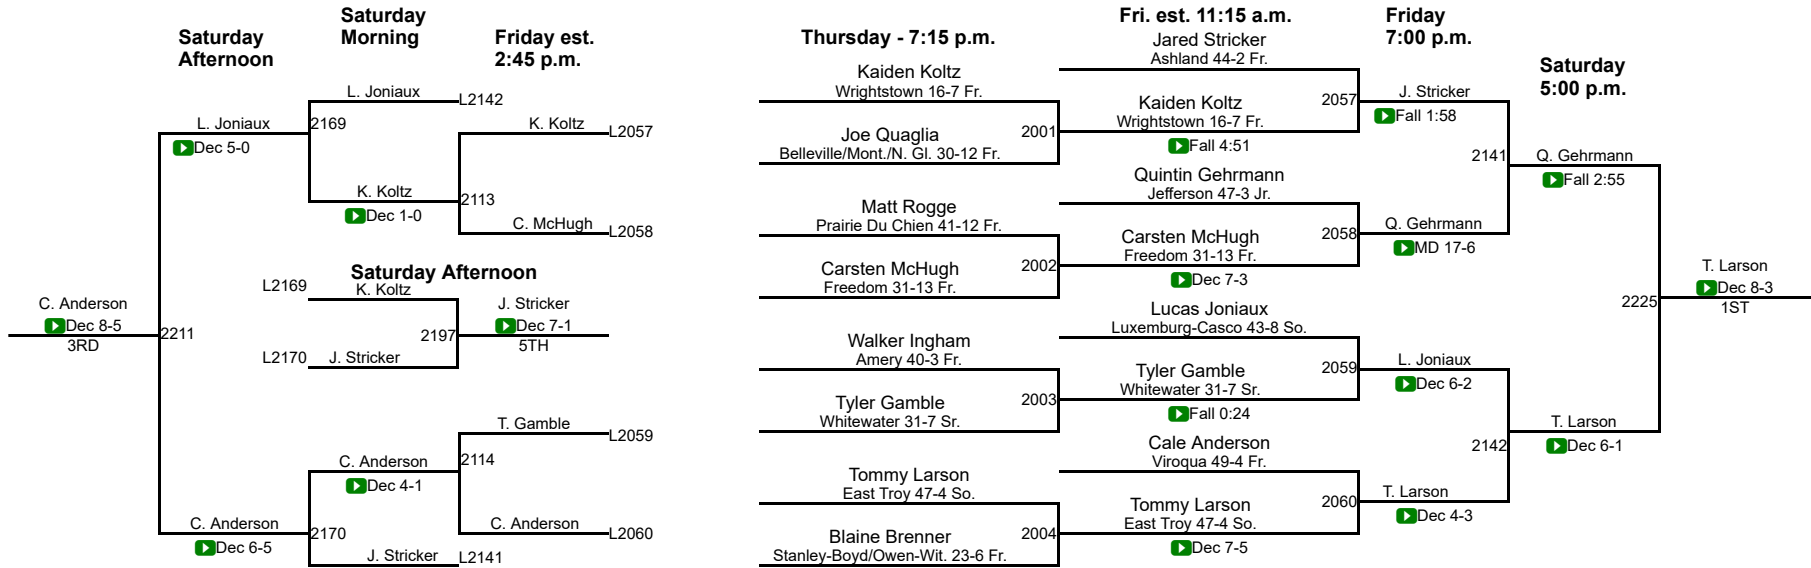 Saturday
Afternoon
Saturday
Morning
Friday est.
2:45 p.m.
Thursday - 7:15 p.m.
Fri. est. 11:15 a.m.
Friday
7:00 p.m.
Saturday
5:00 p.m.
L. Joniaux
L2142
L. Joniaux
2169
Dec 5-0
K. Koltz
L2057
K. Koltz
2113
Dec 1-0
C. McHugh
L2058
Saturday Afternoon
L2169
K. Koltz
C. Anderson
Dec 8-5
3RD
2211
2197
J. Stricker
Dec 7-1
5TH
L2170
J. Stricker
T. Gamble
L2059
C. Anderson
2114
Dec 4-1
C. Anderson
Dec 6-5
2170
C. Anderson
L2060
J. Stricker
L2141
Kaiden Koltz
Wrightstown 16-7 Fr.
2001
Joe Quaglia
Belleville/Mont./N. Gl. 30-12 Fr.
Matt Rogge
Prairie Du Chien 41-12 Fr.
2002
Carsten McHugh
Freedom 31-13 Fr.
Walker Ingham
Amery 40-3 Fr.
2003
Tyler Gamble
Whitewater 31-7 Sr.
Tommy Larson
East Troy 47-4 So.
2004
Blaine Brenner
Stanley-Boyd/Owen-Wit. 23-6 Fr.
Jared Stricker
Ashland 44-2 Fr.
2057
Kaiden Koltz
Wrightstown 16-7 Fr.
Fall 4:51
Quintin Gehrmann
Jefferson 47-3 Jr.
2058
Carsten McHugh
Freedom 31-13 Fr.
Dec 7-3
Lucas Joniaux
Luxemburg-Casco 43-8 So.
2059
Tyler Gamble
Whitewater 31-7 Sr.
Fall 0:24
Cale Anderson
Viroqua 49-4 Fr.
2060
Tommy Larson
East Troy 47-4 So.
Dec 7-5
J. Stricker
Fall 1:58
2141
Q. Gehrmann
MD 17-6
L. Joniaux
Dec 6-2
2142
T. Larson
Dec 4-3
Q. Gehrmann
Fall 2:55
2225
T. Larson
Dec 6-1
T. Larson
Dec 8-3
1ST